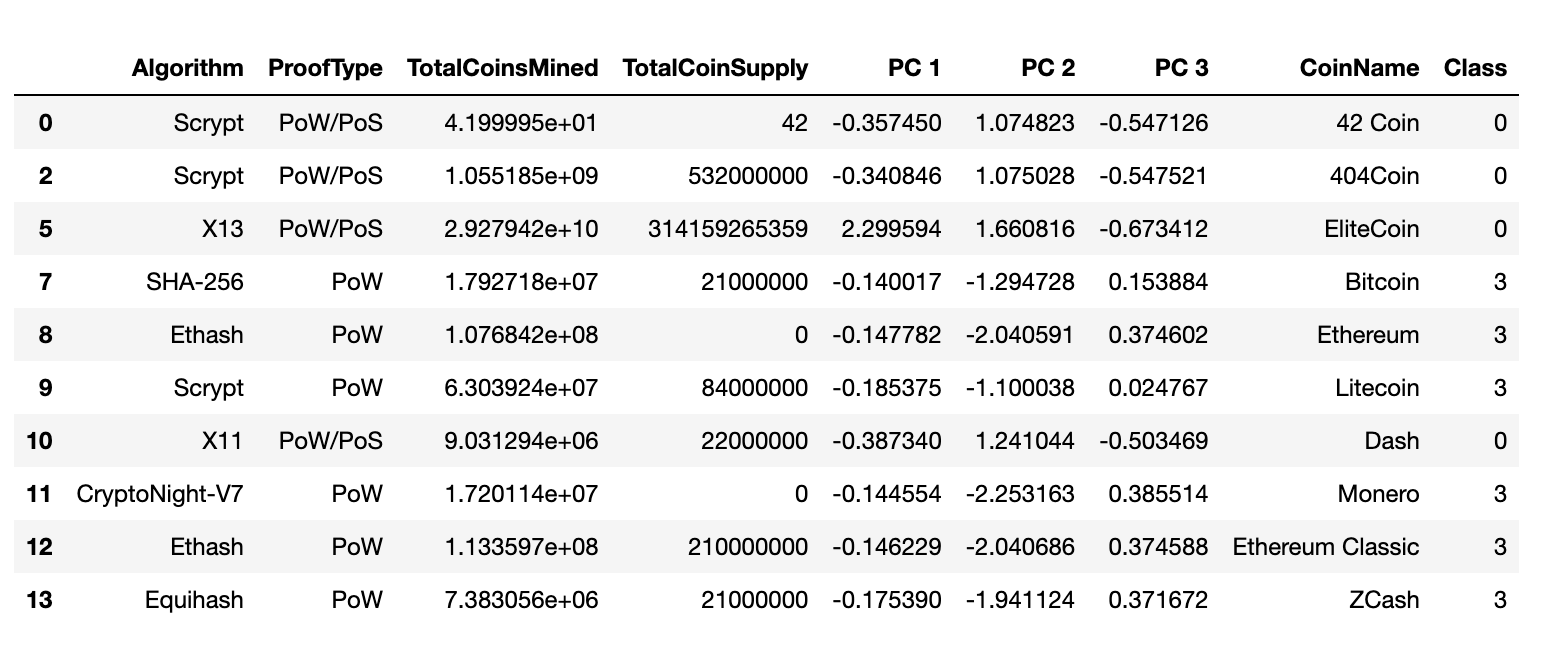 Algorithm ProofType TotalCoinsMined TotalCoinSupply PC 1 PC 2 PC 3 CoinName Class
0 Scrypt PoW/PoS 4.199995e+01 42 -0.357450 1.074823 -0.547126 42 Coin 0
2 Scrypt PoW/PoS 1.055185e+09 532000000 -0.340846 1.075028 -0.547521 404Coin 0
5 X13 PoW/PoS 2.927942e+10 314159265359 2.299594 1.660816 -0.673412 EliteCoin 0
7 SHA-256 PoW 1.792718e+07 21000000 -0.140017 -1.294728 0.153884 Bitcoin 3
8 Ethash PoW 1.076842e+08 0 -0.147782 -2.040591 0.374602 Ethereum 3
9 Scrypt PoW 6.303924e+07 84000000 -0.185375 -1.100038 0.024767 Litecoin 3
10 X11 PoW/PoS 9.031294e+06 22000000 -0.387340 1.241044 -0.503469 Dash 0
11 CryptoNight-V7 PoW 1.720114e+07 0 -0.144554 -2.253163 0.385514 Monero 3
12 Ethash PoW 1.133597e+08 210000000 -0.146229 -2.040686 0.374588 Ethereum Classic 3
13 Equihash PoW 7.383056e+06 21000000 -0.175390 -1.941124 0.371672 ZCash 3